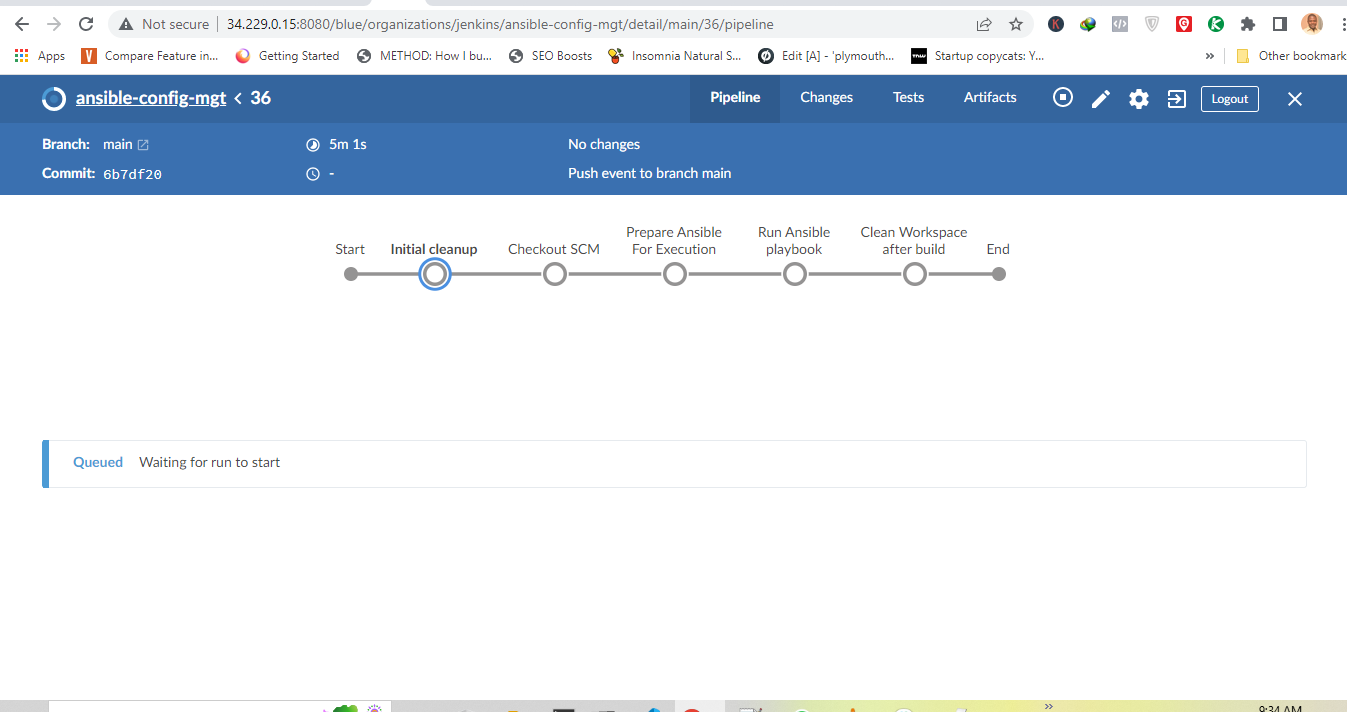 Not secure | 34.229.0.15:8080/blue/organizations/jenkins/ansible-config-mgt/detail/main/36/pipeline
Apps Compare Feature in... Getting Started METHOD: How I bu... SEO Boosts Insomnia Natural S... Edit [A] - 'plymouth... Startup copycats: Y... » Other bookmark
ansible-config-mgt < 36 Pipeline Changes Tests Artifacts Logout
Branch: main 5m 1s No changes
Commit: 6b7df20 - Push event to branch main
Start Initial cleanup Checkout SCM Prepare Ansible For Execution Run Ansible playbook Clean Workspace after build End
Queued Waiting for run to start
9:34 AM